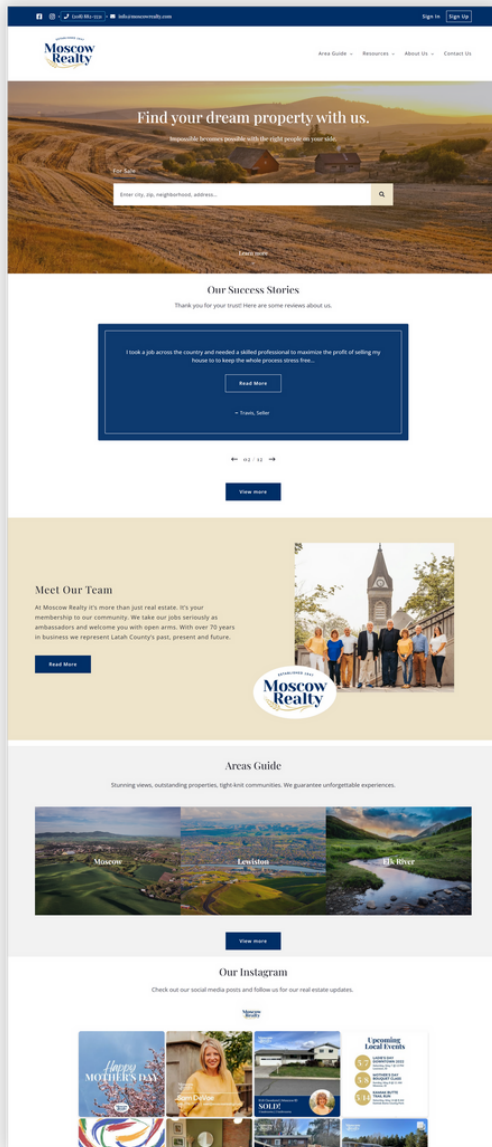 info@moscowrealty.com
Sign In
Sign Up
Moscow
Realty
Area Guide
Resources
About Us
Contact Us
Find your dream property with us.
Impossible becomes possible with the right people on your side.
For Sale
Enter city, zip, neighborhood, address...
Learn more
Our Success Stories
Thank you for your trust! Here are some reviews about us.
I took a job across the country and needed a skilled professional to maximize the profit of selling my
house to to keep the whole process stress free...
Read More
– Travis, Seller
View more
Meet Our Team
At Moscow Realty it's more than just real estate. It's your
membership to our community. We take our jobs seriously as
ambassadors and welcome you with open arms. With over 70 years
in business we represent Latah County's past, present and future.
Read More
Moscow
Realty
Areas Guide
Stunning views, outstanding properties, tight-knit communities. We guarantee unforgettable experiences.
Moscow
Lewiston
Elk River
View more
Our Instagram
Check out our social media posts and follow us for our real estate updates.
Moscow
Realty
Happy
MOTHER'S DAY
SOLD!
Upcoming
Local Events
5/7
5/8
5/14